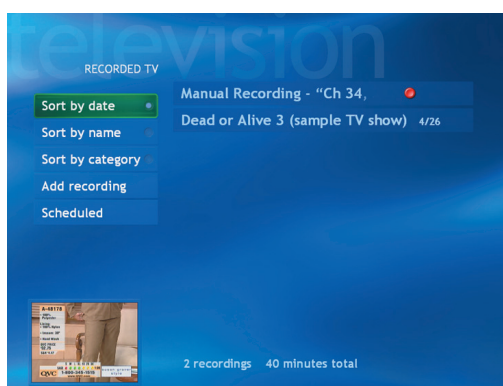 television
RECORDED TV
Sort by date
Sort by name
Sort by category
Add recording
Scheduled
Manual Recording - “Ch 34,
Dead or Alive 3 (sample TV show) 4/26
A-48178
QVC
2 recordings 40 minutes total